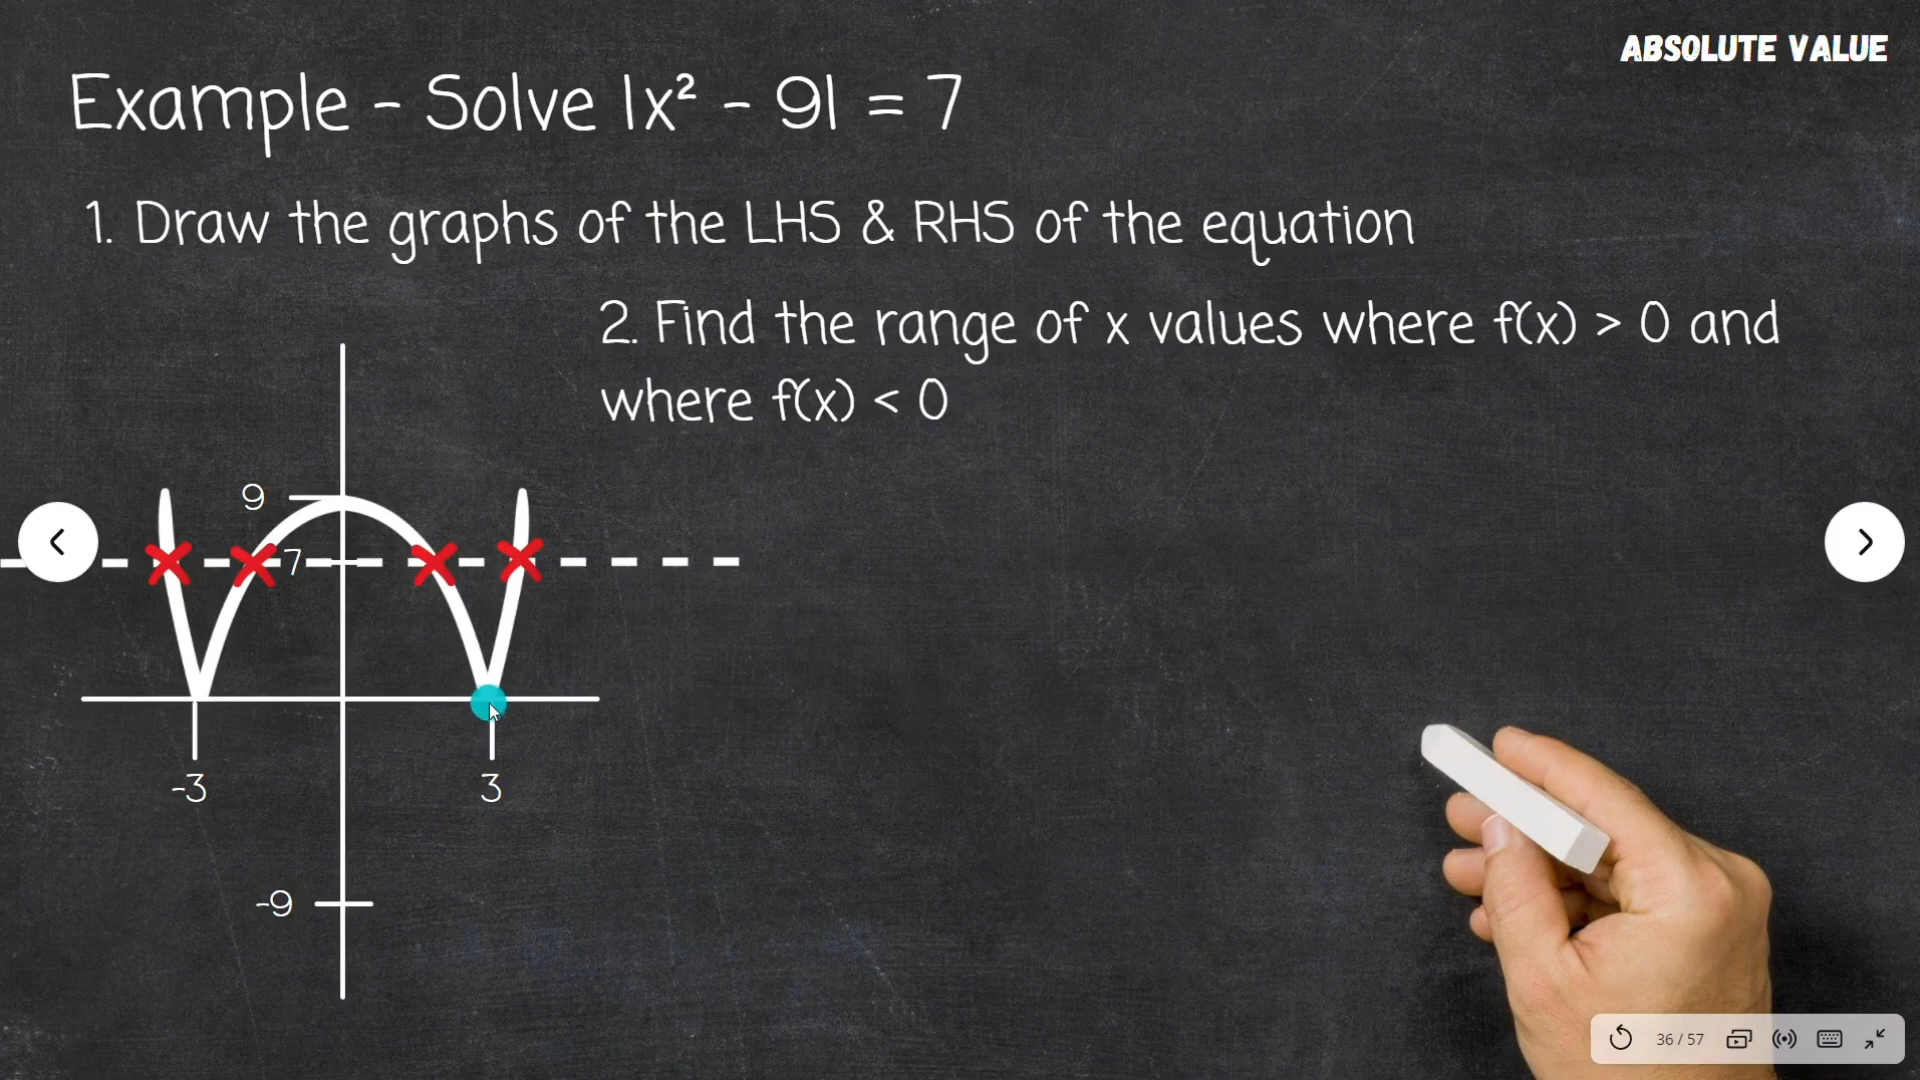 ABSOLUTE VALUE
Example - Solve |x² - 9| = 7
1. Draw the graphs of the LHS & RHS of the equation
2. Find the range of x values where f(x) > 0 and
where f(x) < 0
9
7
-3
3
-9
36 / 57